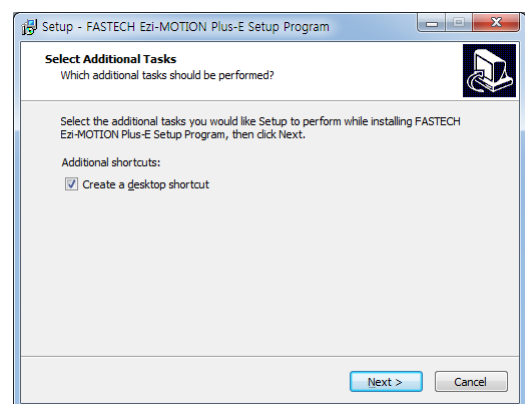 Setup - FASTECH Ezi-MOTION Plus-E Setup Program
Select Additional Tasks
Which additional tasks should be performed?
Select the additional tasks you would like Setup to perform while installing FASTECH
Ezi-MOTION Plus-E Setup Program, then click Next.
Additional shortcuts:
Create a desktop shortcut
Next >
Cancel